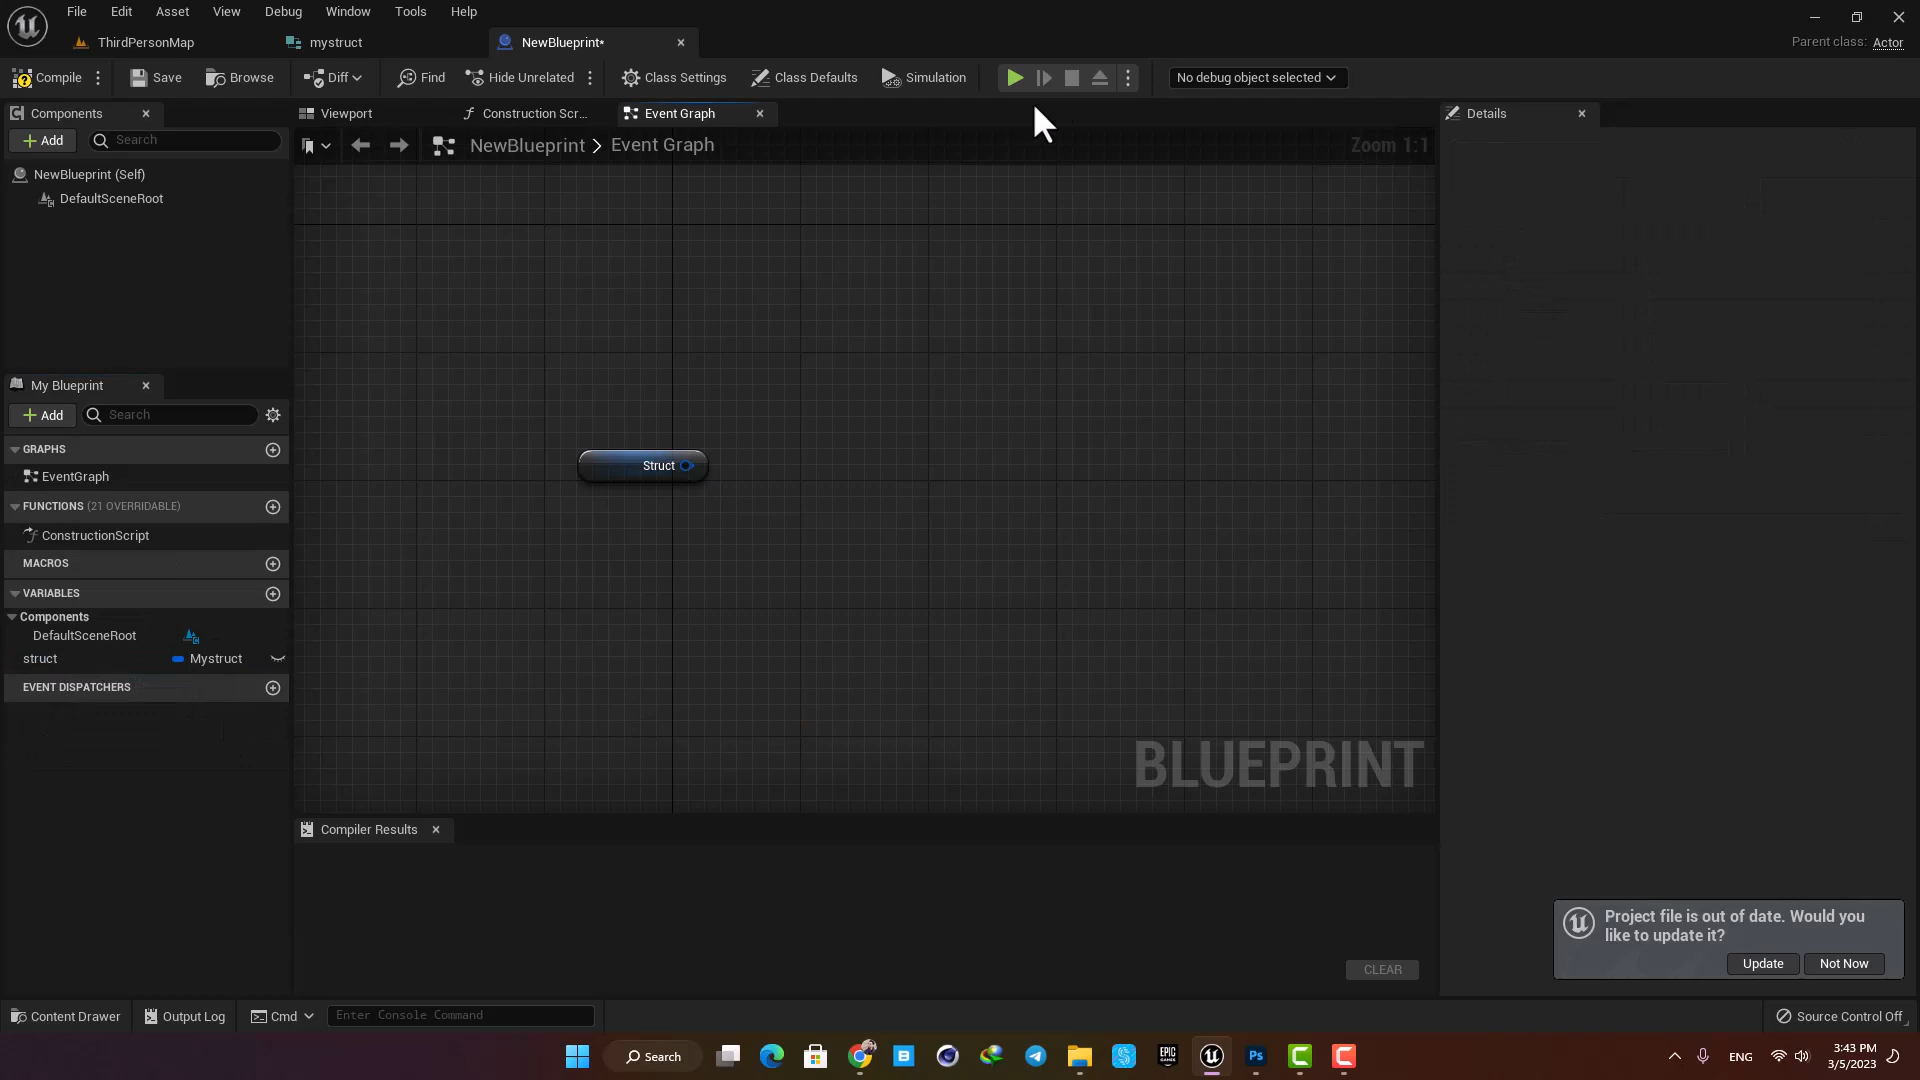 File Edit Asset View Debug Window Tools Help
ThirdPersonMap mystruct NewBlueprint*
Parent class: Actor
Compile Save Browse Diff Find Hide Unrelated Class Settings Class Defaults Simulation No debug object selected
Components Viewport Construction Scr... Event Graph Details
Add Search
NewBlueprint > Event Graph Zoom 1:1
NewBlueprint (Self)
DefaultSceneRoot
My Blueprint
Add Search
GRAPHS
EventGraph
Struct
FUNCTIONS (21 OVERRIDABLE)
ConstructionScript
MACROS
VARIABLES
Components
DefaultSceneRoot
struct Mystruct
EVENT DISPATCHERS
BLUEPRINT
Compiler Results
Project file is out of date. Would you
like to update it?
Update Not Now
CLEAR
Content Drawer Output Log Cmd Enter Console Command Source Control Off
Search
EPIC
GAMES
Ps
ENG
3:43 PM
3/5/2023